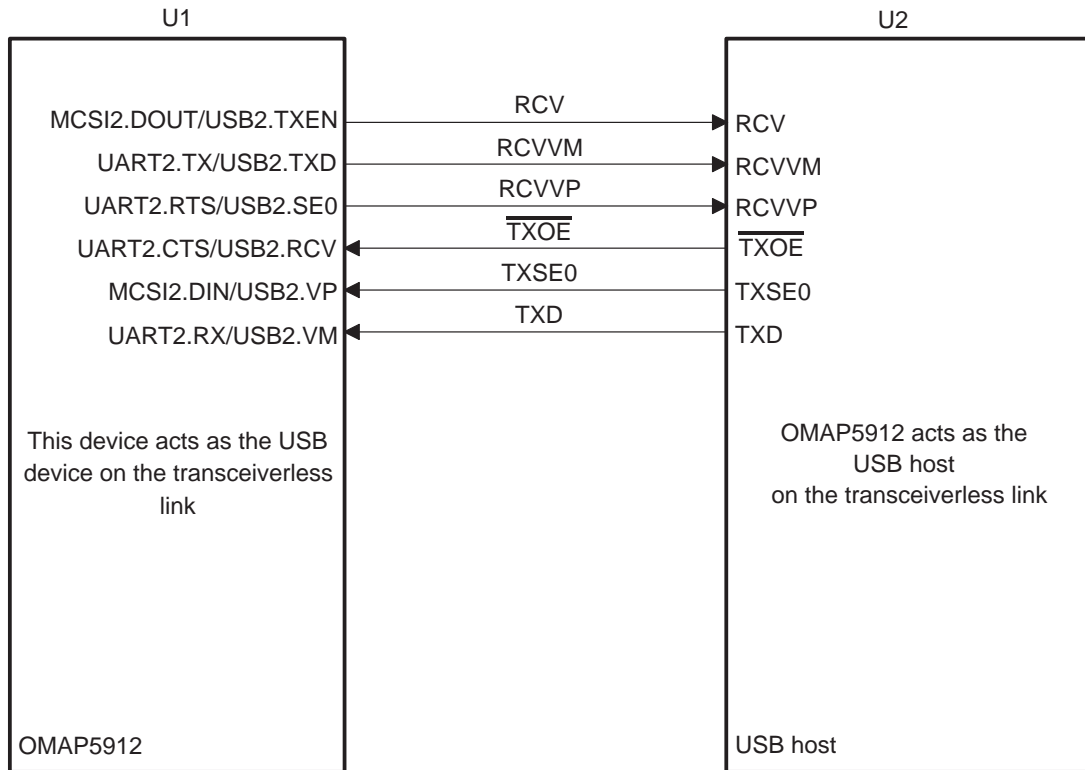 U1
U2
MCSI2.DOUT/USB2.TXEN
RCV
RCV
UART2.TX/USB2.TXD
RCVVM
RCVVM
UART2.RTS/USB2.SE0
RCVVP
RCVVP
UART2.CTS/USB2.RCV
T̅X̅O̅E̅
T̅X̅O̅E̅
MCSI2.DIN/USB2.VP
TXSE0
TXSE0
UART2.RX/USB2.VM
TXD
TXD
This device acts as the USB
device on the transceiverless
link
OMAP5912 acts as the
USB host
on the transceiverless link
OMAP5912
USB host